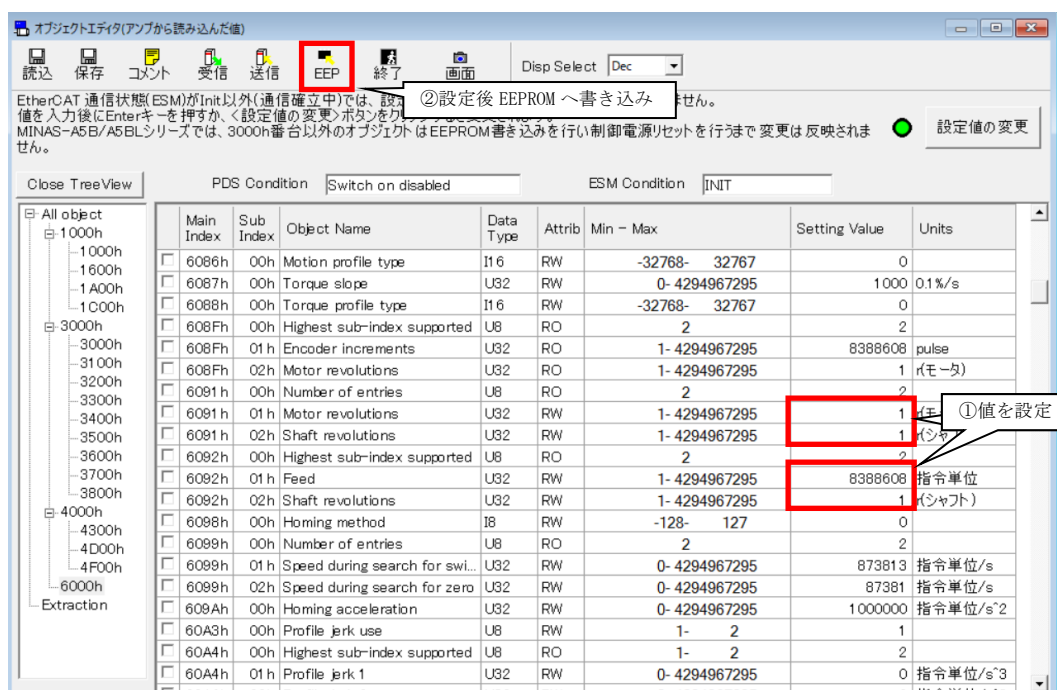 オブジェクトエディタ(アンプから読み込んだ値)
読込 保存 コメント 受信 送信 EEP 終了 画面 Disp Select Dec
②設定後 EEPROM へ書き込み
EtherCAT 通信状態(ESM)がInit以外(通信確立中)では、設定 ません。
値を入力後にEnterキーを押すか、<設定値の変更>ボタンを
MINAS-A5B/A5BLシリーズでは、3000h番台以外のオブジェクトはEEPROM書き込みを行い制御電源リセットを行うまで変更は反映されま
せん。
設定値の変更
Close TreeView PDS Condition Switch on disabled ESM Condition INIT
All object
1000h
1000h
1600h
1A00h
1C00h
3000h
3000h
3100h
3200h
3300h
3400h
3500h
3600h
3700h
3800h
4000h
4300h
4D00h
4F00h
6000h
Extraction
Main Index Sub Index Object Name Data Type Attrib Min - Max Setting Value Units
6086h 00h Motion profile type I16 RW -32768- 32767 0
6087h 00h Torque slope U32 RW 0- 4294967295 1000 0.1%/s
6088h 00h Torque profile type I16 RW -32768- 32767 0
608Fh 00h Highest sub-index supported U8 RO 2 2
608Fh 01h Encoder increments U32 RO 1- 4294967295 8388608 pulse
608Fh 02h Motor revolutions U32 RO 1- 4294967295 1 r(モータ)
6091h 00h Number of entries U8 RO 2 2
6091h 01h Motor revolutions U32 RW 1- 4294967295 1
6091h 02h Shaft revolutions U32 RW 1- 4294967295 1
①値を設定
6092h 00h Highest sub-index supported U8 RO 2 2
6092h 01h Feed U32 RW 1- 4294967295 8388608 指令単位
6092h 02h Shaft revolutions U32 RW 1- 4294967295 1 r(シャフト)
6098h 00h Homing method I8 RW -128- 127 0
6099h 00h Number of entries U8 RO 2 2
6099h 01h Speed during search for swi... U32 RW 0- 4294967295 873813 指令単位/s
6099h 02h Speed during search for zero U32 RW 0- 4294967295 87381 指令単位/s
609Ah 00h Homing acceleration U32 RW 0- 4294967295 1000000 指令単位/s^2
60A3h 00h Profile jerk use U8 RW 1- 2 1
60A4h 00h Highest sub-index supported U8 RO 1- 2 2
60A4h 01h Profile jerk 1 U32 RW 0- 4294967295 0 指令単位/s^3